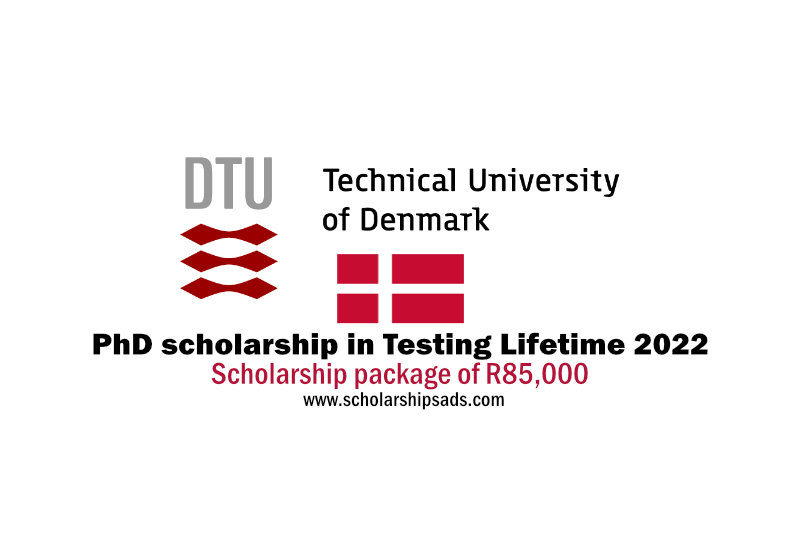 DTU
Technical University
of Denmark
PhD scholarship in Testing Lifetime 2022
Scholarship package of R85,000
www.scholarshipsads.com